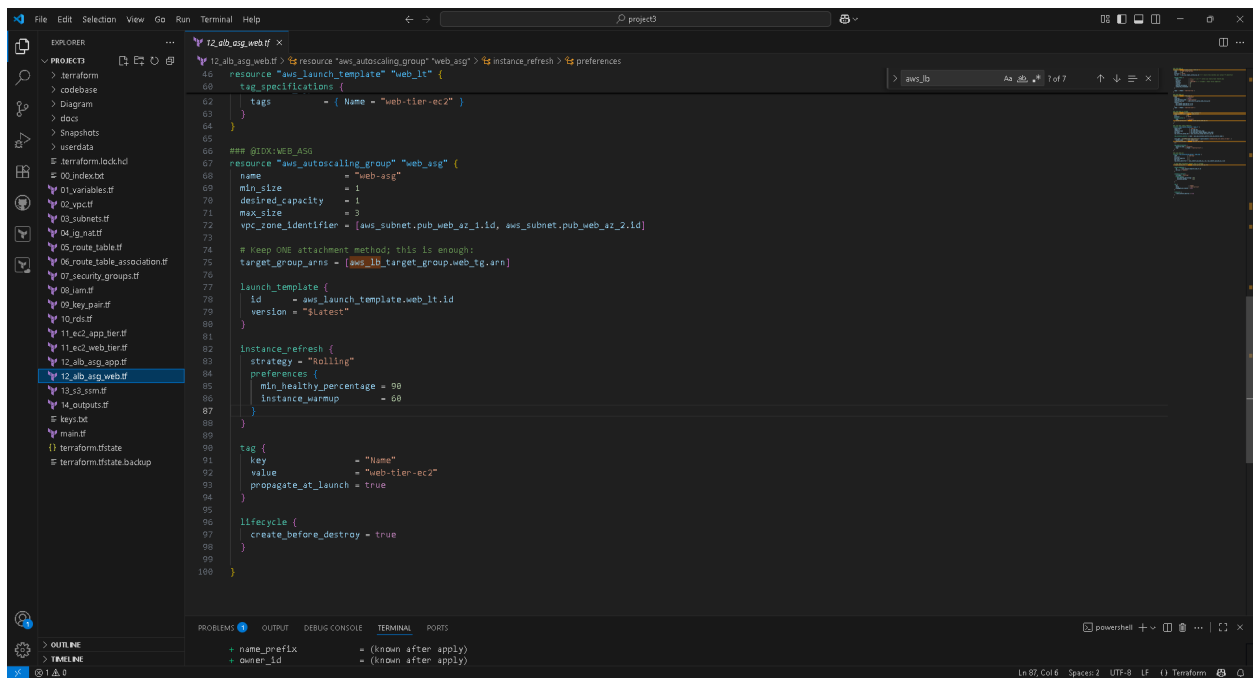 File Edit Selection View Go Run Terminal Help
project3
EXPLORER
PROJECT3
.terraform
codebase
Diagram
docs
Snapshots
userdata
.terraform.lock.hcl
00_index.txt
01_variables.tf
02_vpc.tf
03_subnets.tf
04_ig_nat.tf
05_route_table.tf
06_route_table_association.tf
07_security_groups.tf
08_iam.tf
09_key_pair.tf
10_rds.tf
11_ec2_app_tier.tf
11_ec2_web_tier.tf
12_alb_asg_app.tf
12_alb_asg_web.tf
13_s3_ssm.tf
14_outputs.tf
keys.txt
main.tf
{} terraform.tfstate
terraform.tfstate.backup
OUTLINE
TIMELINE
12_alb_asg_web.tf ×
12_alb_asg_web.tf > resource "aws_autoscaling_group" "web_asg" > instance_refresh > preferences
aws_lb Aa ab .* ? of 7
46 resource "aws_launch_template" "web_lt" {
60 tag_specifications {
62 tags = { Name = "web-tier-ec2" }
63 }
64 }
65
66 ### @IDX:WEB_ASG
67 resource "aws_autoscaling_group" "web_asg" {
68 name = "web-asg"
69 min_size = 1
70 desired_capacity = 1
71 max_size = 3
72 vpc_zone_identifier = [aws_subnet.pub_web_az_1.id, aws_subnet.pub_web_az_2.id]
73
74 # Keep ONE attachment method; this is enough:
75 target_group_arns = [aws_lb_target_group.web_tg.arn]
76
77 launch_template {
78 id = aws_launch_template.web_lt.id
79 version = "$Latest"
80 }
81
82 instance_refresh {
83 strategy = "Rolling"
84 preferences {
85 min_healthy_percentage = 90
86 instance_warmup = 60
87 }
88 }
89
90 tag {
91 key = "Name"
92 value = "web-tier-ec2"
93 propagate_at_launch = true
94 }
95
96 lifecycle {
97 create_before_destroy = true
98 }
99
100 }
PROBLEMS 1 OUTPUT DEBUG CONSOLE TERMINAL PORTS
powershell
+ name_prefix = (known after apply)
+ owner_id = (known after apply)
1 0
Ln 87, Col 6 Spaces: 2 UTF-8 LF {} Terraform